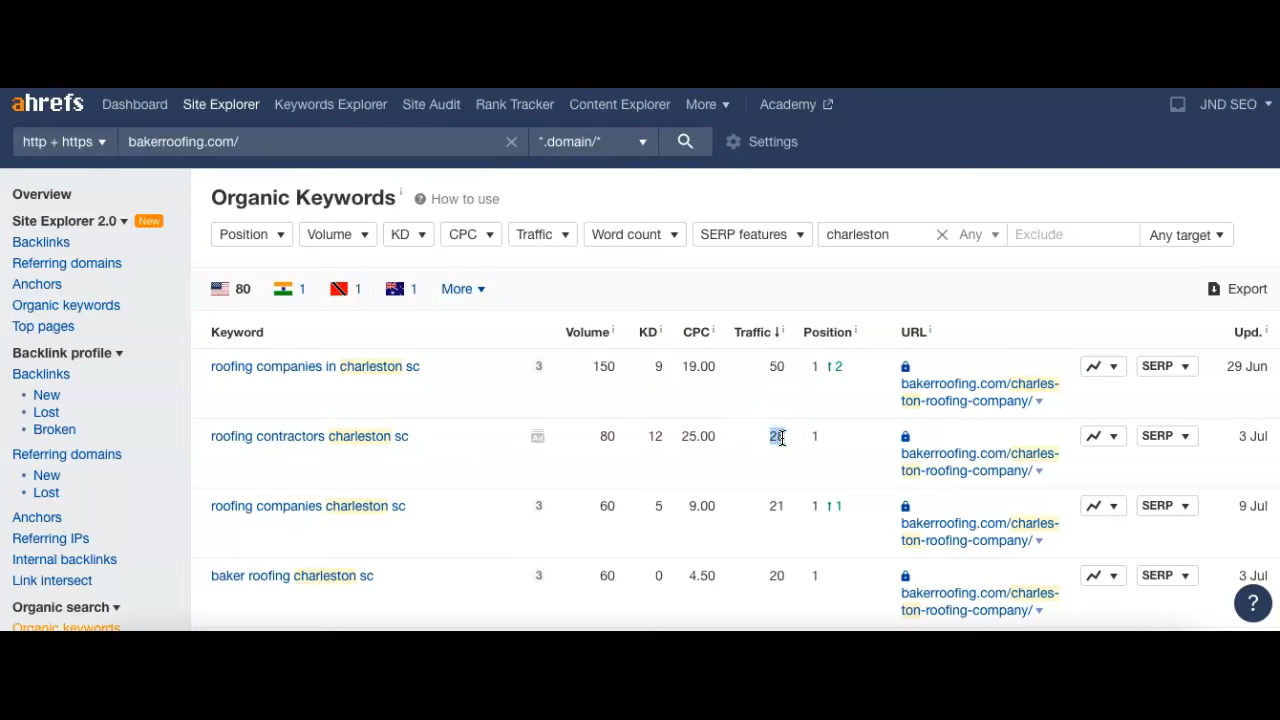 ahrefs Dashboard Site Explorer Keywords Explorer Site Audit Rank Tracker Content Explorer More Academy JND SEO
http + https bakerroofing.com/ *.domain/* Settings
Overview
Site Explorer 2.0 New
Backlinks
Referring domains
Anchors
Organic keywords
Top pages
Backlink profile
Backlinks
New
Lost
Broken
Referring domains
New
Lost
Anchors
Referring IPs
Internal backlinks
Link intersect
Organic search
Organic keywords
Organic Keywords i ? How to use
Position Volume KD CPC Traffic Word count SERP features charleston Any Exclude Any target
80 1 1 1 More Export
Keyword Volume i KD i CPC i Traffic ↓ i Position i URL i Upd. i
roofing companies in charleston sc 3 150 9 19.00 50 1 ↑2 SERP 29 Jun
bakerroofing.com/charles-
ton-roofing-company/
roofing contractors charleston sc Ad 80 12 25.00 1 SERP 3 Jul
bakerroofing.com/charles-
ton-roofing-company/
roofing companies charleston sc 3 60 5 9.00 21 1 ↑1 SERP 9 Jul
bakerroofing.com/charles-
ton-roofing-company/
baker roofing charleston sc 3 60 0 4.50 20 1 SERP 3 Jul
bakerroofing.com/charles-
ton-roofing-company/
?